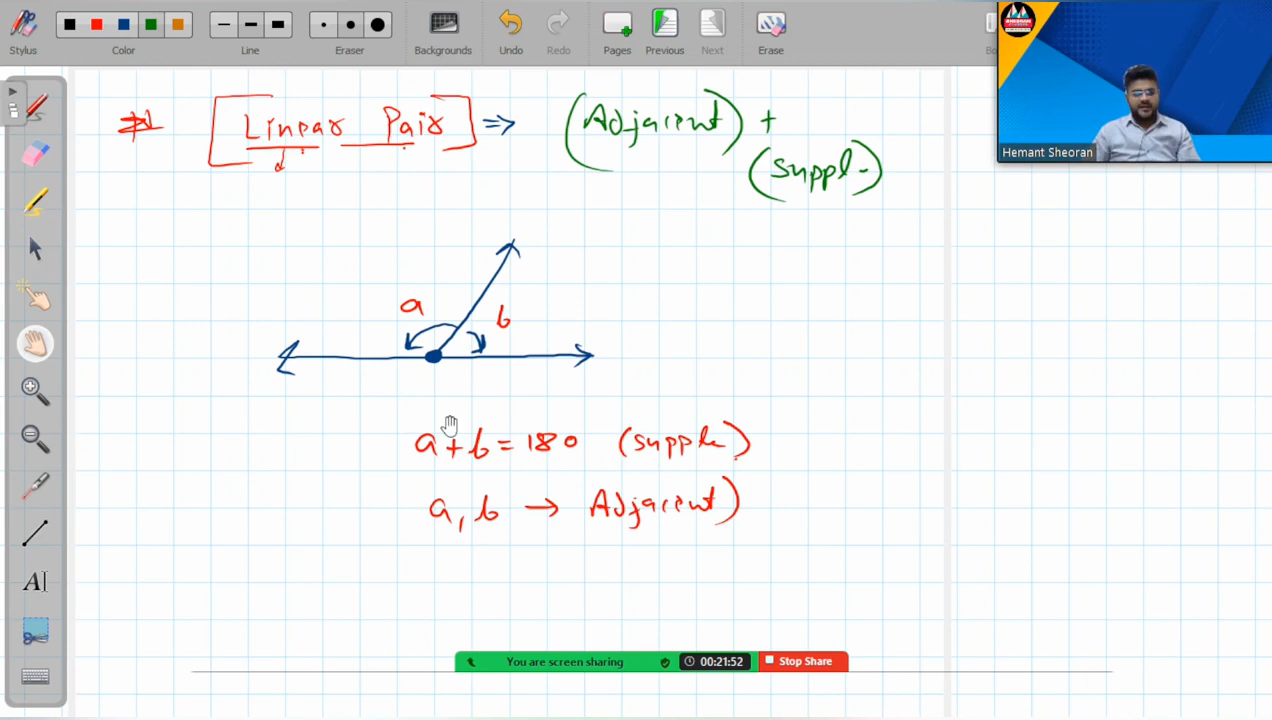 Stylus
Color
Line
Eraser
Backgrounds
Undo
Redo
Pages
Previous
Next
Erase
Hemant Sheoran
Linear Pair ⇒ (Adjacent) +
(suppl-)
a
b
a+b=180 (supple)
a, b → Adjacent)
A
You are screen sharing
00:21:52
Stop Share